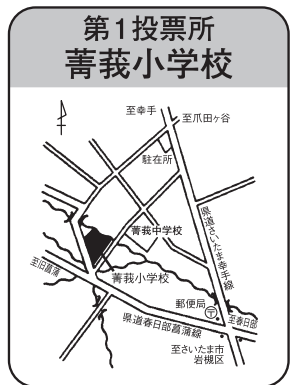 第1投票所
菁莪小学校
至幸手
至爪田ヶ谷
駐在所
菁莪中学校
県道さいたま幸手線
至旧菖蒲
菁莪小学校
郵便局
〒
至春日部
県道春日部菖蒲線
至さいたま市
岩槻区